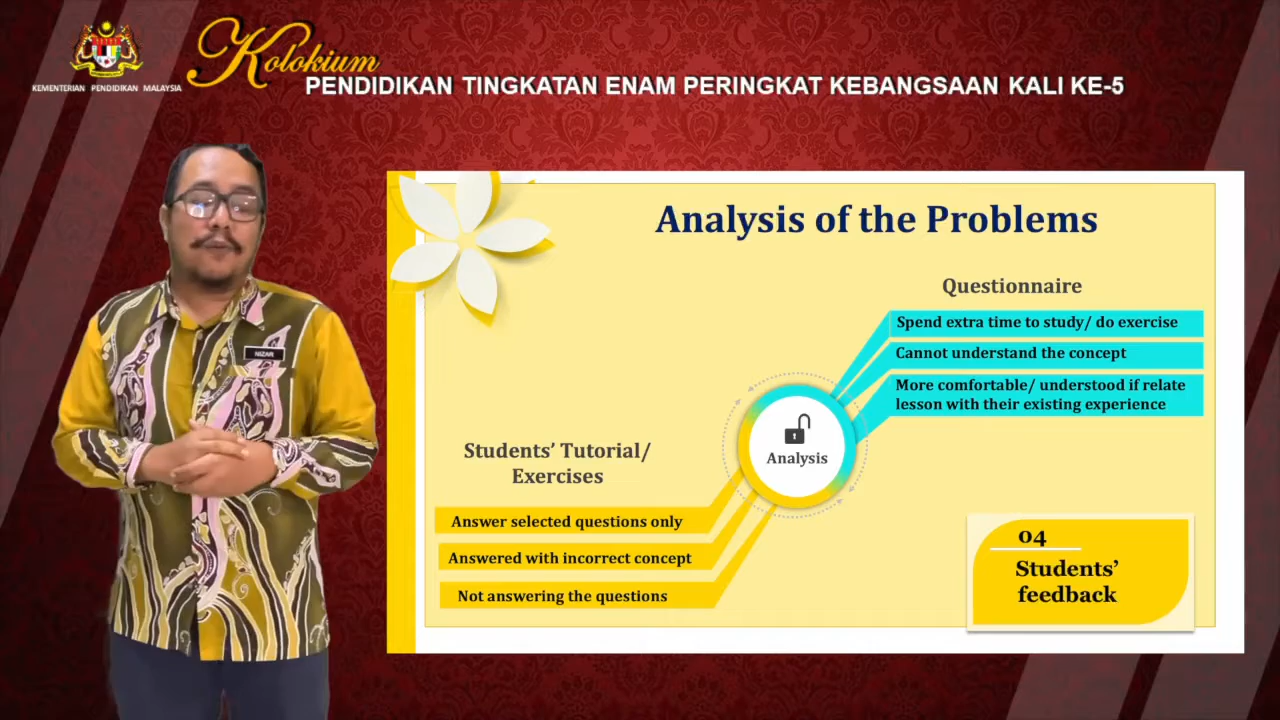 Kolokium
KEMENTERIAN PENDIDIKAN MALAYSIA
PENDIDIKAN TINGKATAN ENAM PERINGKAT KEBANGSAAN KALI KE-5
NIZAR
Analysis of the Problems
Questionnaire
Spend extra time to study/ do exercise
Cannot understand the concept
More comfortable/ understood if relate
lesson with their existing experience
Analysis
Students’ Tutorial/
Exercises
Answer selected questions only
Answered with incorrect concept
Not answering the questions
04
Students’
feedback